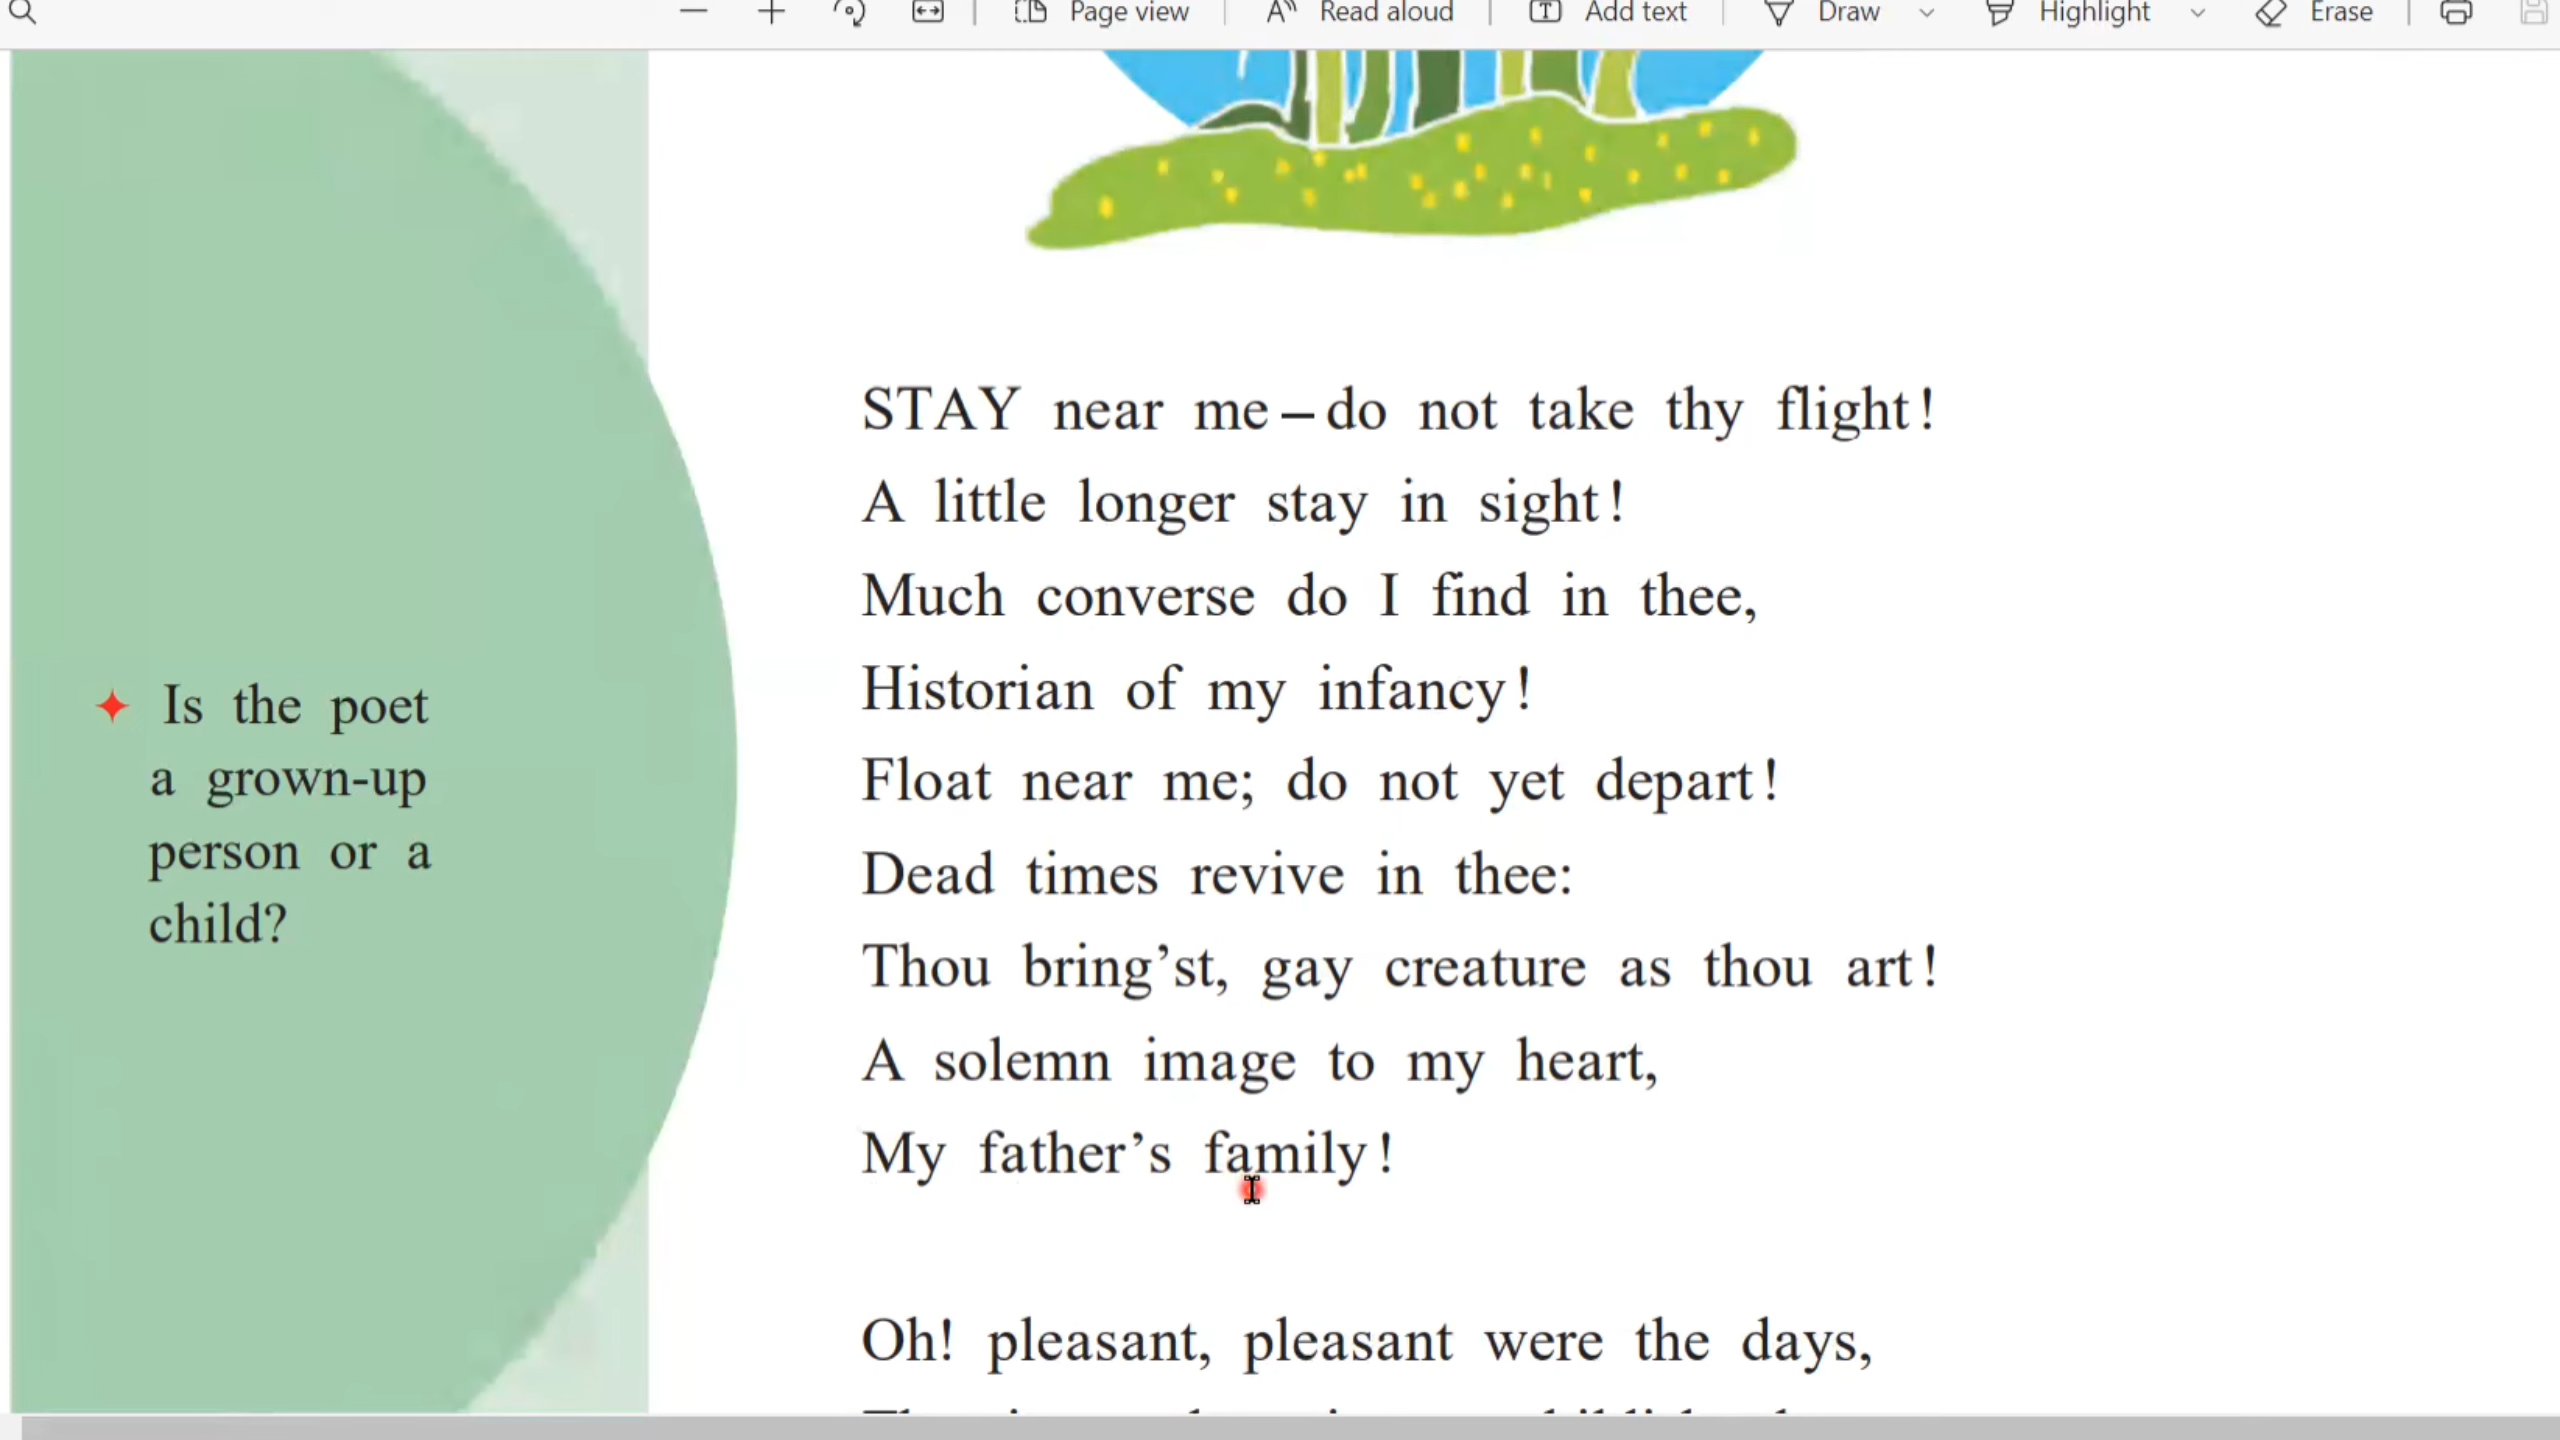 Page view
Read aloud
Add text
Draw
Highlight
Erase
STAY near me – do not take thy flight!
A little longer stay in sight!
Much converse do I find in thee,
Historian of my infancy!
Float near me; do not yet depart!
Dead times revive in thee:
Thou bring’st, gay creature as thou art!
A solemn image to my heart,
My father’s family!
Oh! pleasant, pleasant were the days,
Is the poet
a grown-up
person or a
child?